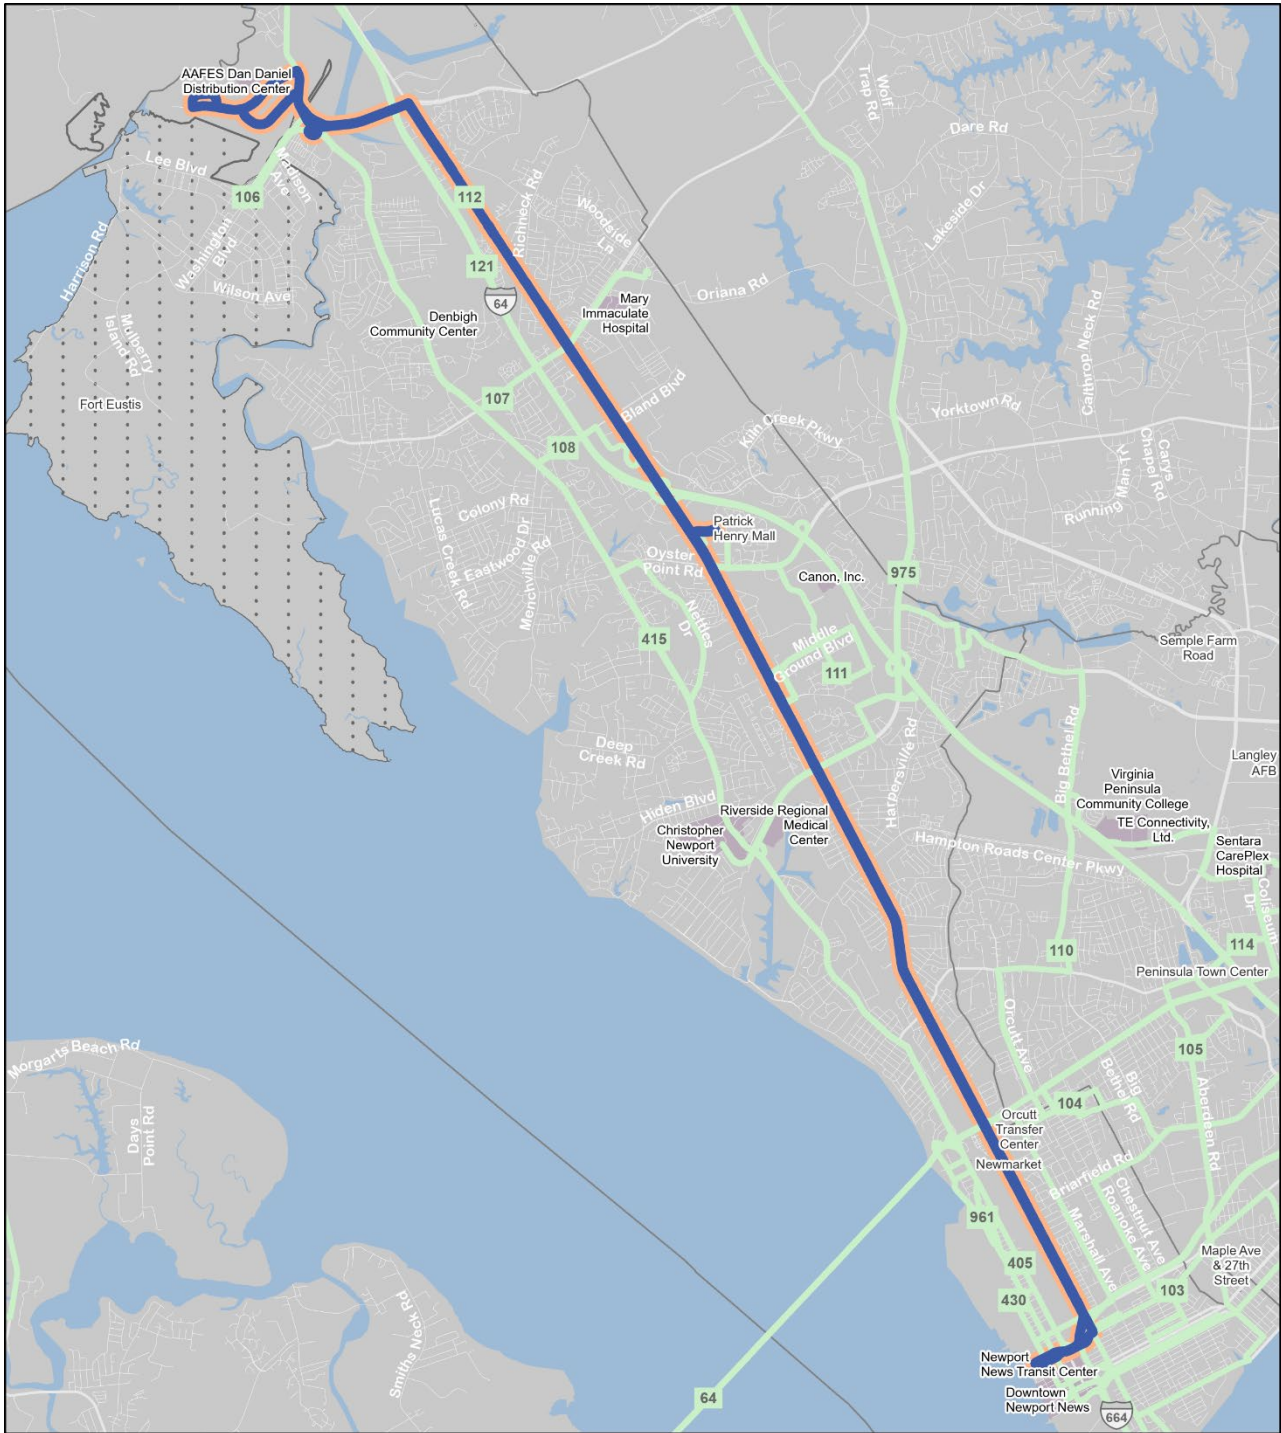 AAFES Dan Daniel
Distribution Center
Wolf
Trap Rd
Dare Rd
Lee Blvd
Madison
Ave
106
112
Richneck Rd
Woodside
Ln
Lakeside Dr
Harrison Rd
Washington
Blvd
Wilson Ave
121
64
Oriana Rd
Mary
Immaculate
Hospital
Denbigh
Community Center
Mulberry
Island Rd
Calthrop Neck Rd
Fort Eustis
107
Bland Blvd
Yorktown Rd
Kiln Creek Pkwy
108
Carys
Chapel Rd
Running Man Trl
Colony Rd
Lucas Creek Rd
Eastwood Dr
Menchville Rd
Patrick
Henry Mall
Oyster
Point Rd
Canon, Inc.
975
Nettles
Dr
415
Middle
Ground Blvd
111
Semple Farm
Road
Deep
Creek Rd
Harpersville Rd
Big Bethel Rd
Langley
AFB
Virginia
Peninsula
Community College
Hiden Blvd
Riverside Regional
Medical
Center
TE Connectivity,
Ltd.
Christopher
Newport
University
Hampton Roads Center Pkwy
Sentara
CarePlex
Hospital
Coliseum
Dr
110
114
Peninsula Town Center
Orcutt Ave
Morgarts Beach Rd
105
Big
Bethel Rd
Aberdeen Rd
Days
Point Rd
104
Orcutt
Transfer
Center
Newmarket
Briarfield Rd
961
Marshall Ave
Chestnut Ave
Roanoke Ave
Maple Ave
& 27th
Street
405
103
430
Smiths Neck Rd
Newport
News Transit Center
Downtown
Newport News
64
664